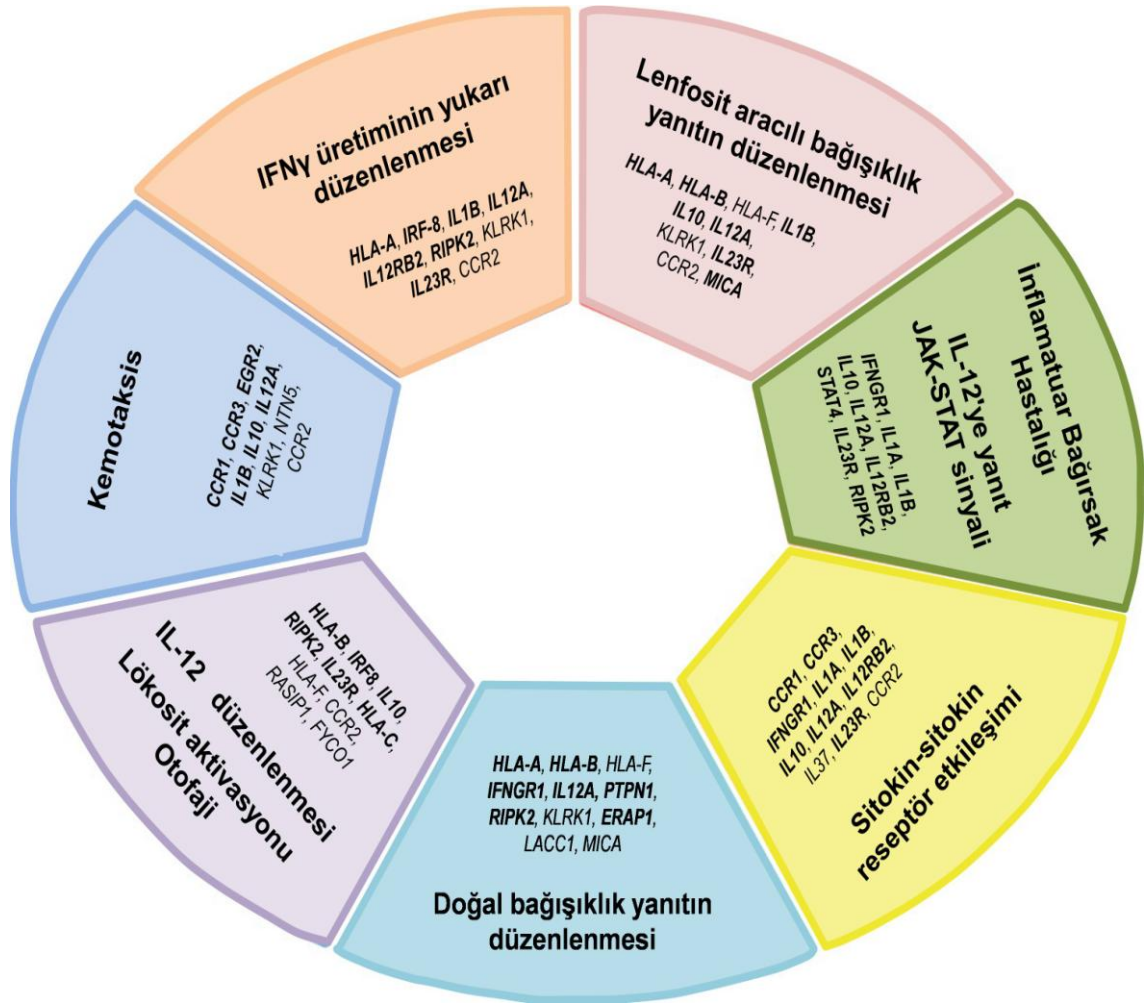 IFNγ üretiminin yukarı
düzenlenmesi
HLA-A, IRF-8, IL1B, IL12A,
IL12RB2, RIPK2, KLRK1,
IL23R, CCR2
Lenfosit aracılı bağışıklık
yanıtın düzenlenmesi
HLA-A, HLA-B, HLA-F, IL1B,
IL10, IL12A,
KLRK1, IL23R,
CCR2, MICA
İnflamatuar Bağırsak
Hastalığı
IL-12'ye yanıt
JAK-STAT sinyali
IFNGR1, IL1A, IL1B,
IL10, IL12A, IL12RB2,
STAT4, IL23R, RIPK2
CCR1, CCR3,
IFNGR1, IL1A, IL1B,
IL10, IL12A, IL12RB2,
IL37, IL23R, CCR2
Sitokin-sitokin
reseptör etkileşimi
HLA-A, HLA-B, HLA-F,
IFNGR1, IL12A, PTPN1,
RIPK2, KLRK1, ERAP1,
LACC1, MICA
Doğal bağışıklık yanıtın
düzenlenmesi
HLA-B, IRF8, IL10,
RIPK2, IL23R, HLA-C,
HLA-F, CCR2,
RASIP1, FYCO1
IL-12 düzenlenmesi
Lökosit aktivasyonu
Otofaji
Kemotaksis
CCR1, CCR3, EGR2,
IL1B, IL10, IL12A,
KLRK1, NTN5,
CCR2